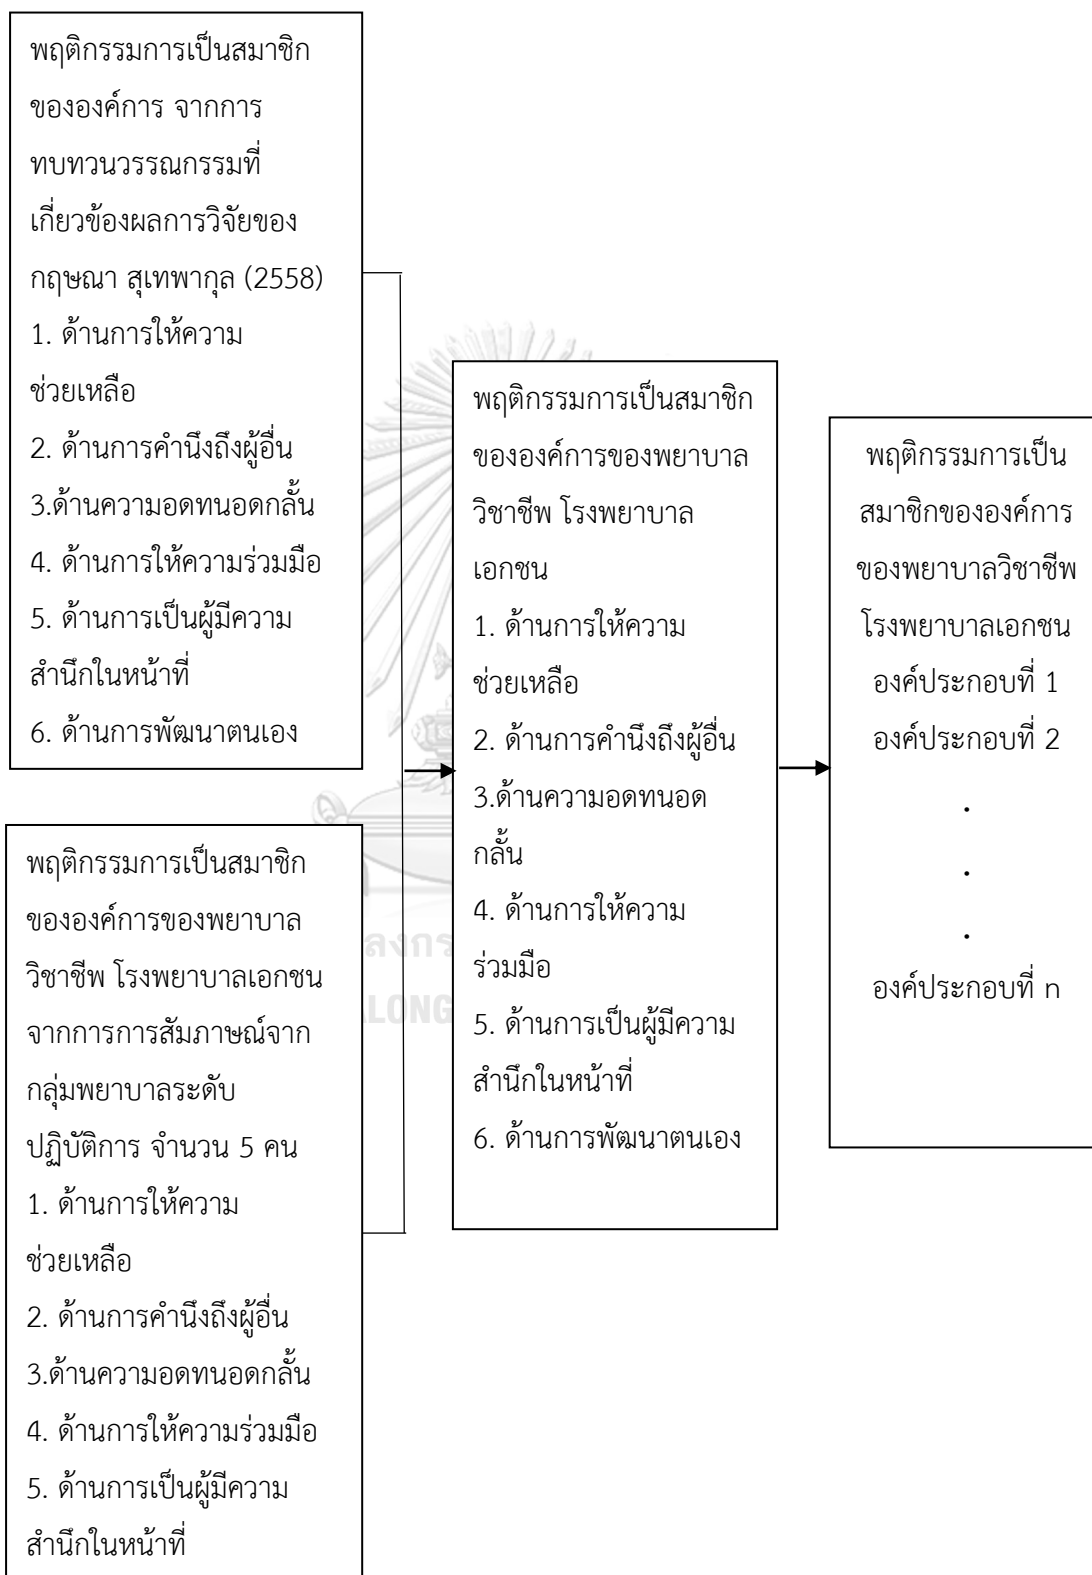 พฤติกรรมการเป็นสมาชิก
ขององค์การ จากการ
ทบทวนวรรณกรรมที่
เกี่ยวข้องผลการวิจัยของ
กฤษณา สุเทพากุล (2558)
1. ด้านการให้ความ
ช่วยเหลือ
2. ด้านการคำนึงถึงผู้อื่น
3.ด้านความอดทนอดกลั้น
4. ด้านการให้ความร่วมมือ
5. ด้านการเป็นผู้มีความ
สำนึกในหน้าที่
6. ด้านการพัฒนาตนเอง
พฤติกรรมการเป็นสมาชิก
ขององค์การของพยาบาล
วิชาชีพ โรงพยาบาลเอกชน
จากการการสัมภาษณ์จาก
กลุ่มพยาบาลระดับ
ปฏิบัติการ จำนวน 5 คน
1. ด้านการให้ความ
ช่วยเหลือ
2. ด้านการคำนึงถึงผู้อื่น
3.ด้านความอดทนอดกลั้น
4. ด้านการให้ความร่วมมือ
5. ด้านการเป็นผู้มีความ
สำนึกในหน้าที่
พฤติกรรมการเป็นสมาชิก
ขององค์การของพยาบาล
วิชาชีพ โรงพยาบาล
เอกชน
1. ด้านการให้ความ
ช่วยเหลือ
2. ด้านการคำนึงถึงผู้อื่น
3.ด้านความอดทนอด
กลั้น
4. ด้านการให้ความ
ร่วมมือ
5. ด้านการเป็นผู้มีความ
สำนึกในหน้าที่
6. ด้านการพัฒนาตนเอง
พฤติกรรมการเป็น
สมาชิกขององค์การ
ของพยาบาลวิชาชีพ
โรงพยาบาลเอกชน
องค์ประกอบที่ 1
องค์ประกอบที่ 2
.
.
.
องค์ประกอบที่ n